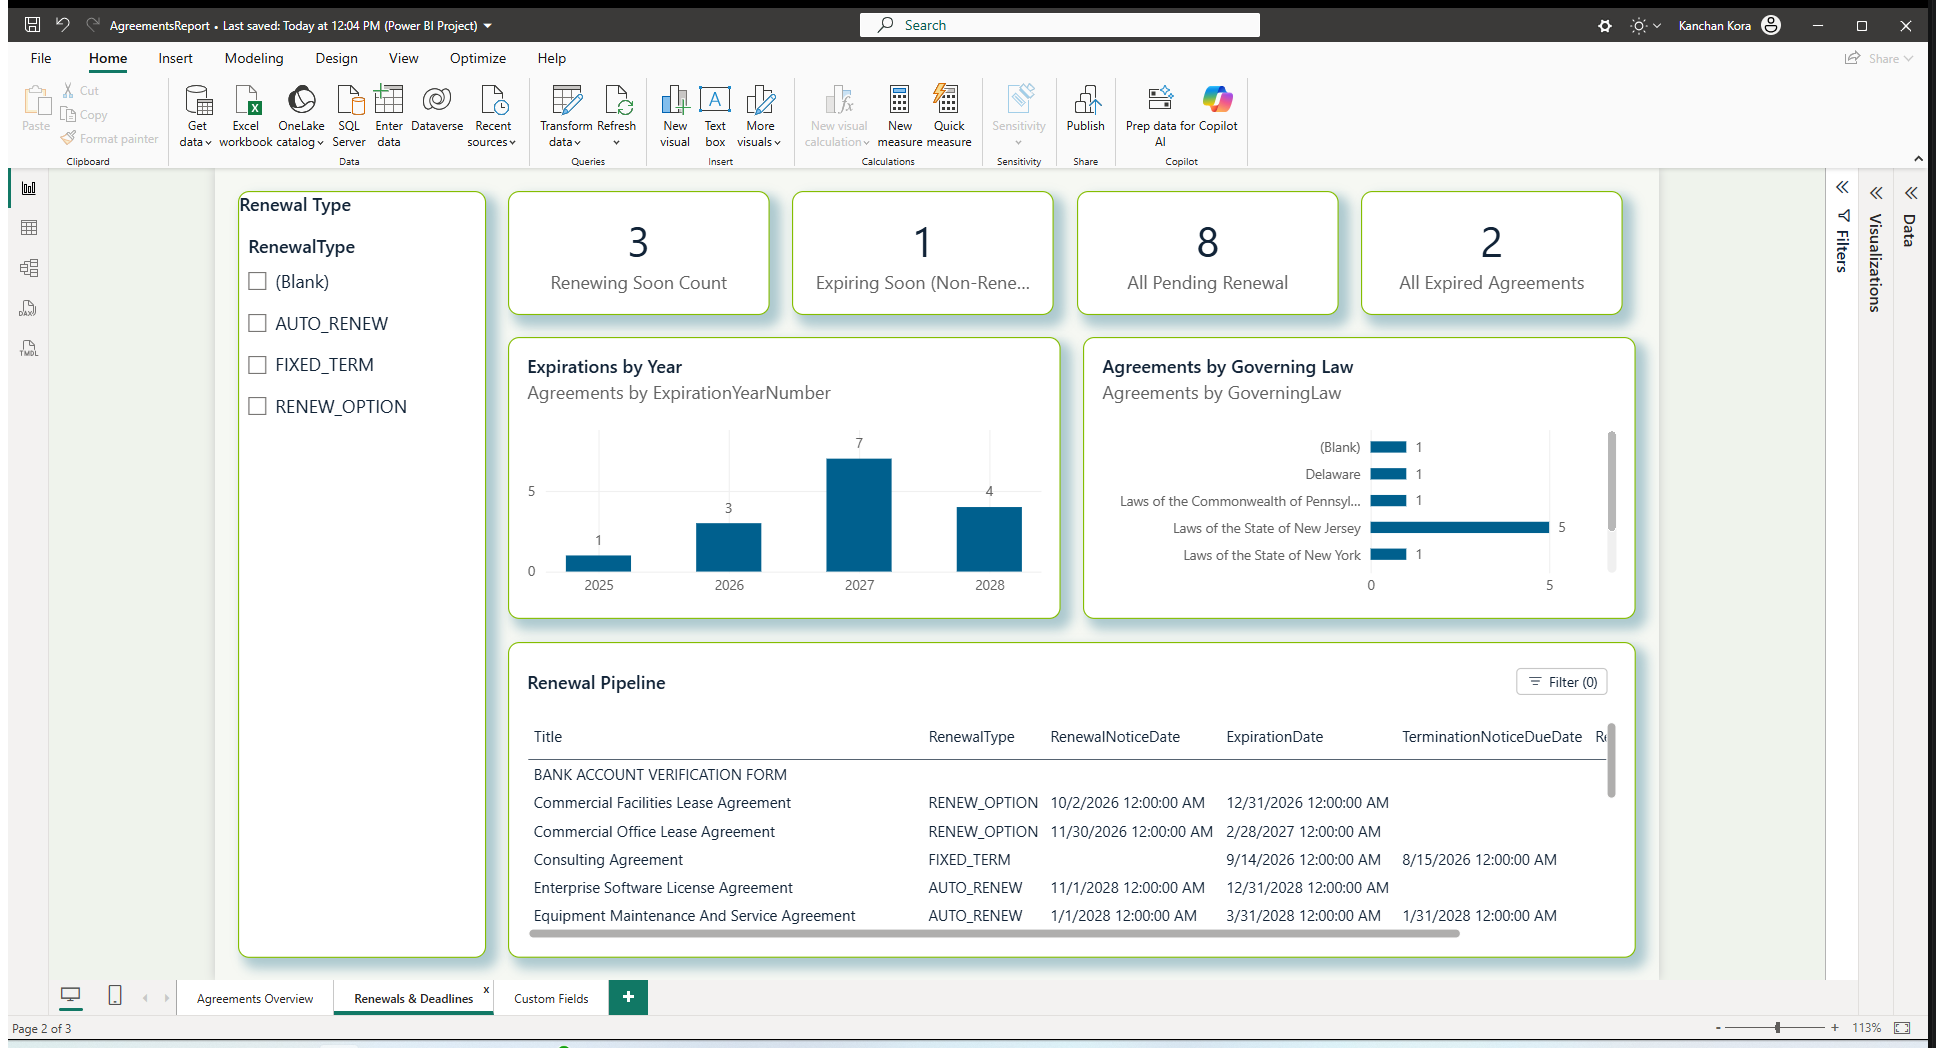 AgreementsReport • Last saved: Today at 12:04 PM (Power BI Project)
Search
Kanchan Kora
File Home Insert Modeling Design View Optimize Help
Share
Paste
Cut
Copy
Format painter
Clipboard
Get data
Excel workbook
OneLake catalog
SQL Server
Enter data
Dataverse
Recent sources
Data
Transform data
Refresh
Queries
New visual
Text box
More visuals
Insert
New visual calculation
New measure
Quick measure
Calculations
Sensitivity
Sensitivity
Publish
Share
Prep data for AI
Copilot
Copilot
DAX
TMDL
Renewal Type
RenewalType
(Blank)
AUTO_RENEW
FIXED_TERM
RENEW_OPTION
3
Renewing Soon Count
1
Expiring Soon (Non-Rene...
8
All Pending Renewal
2
All Expired Agreements
Expirations by Year
Agreements by ExpirationYearNumber
7
5
4
3
1
0
2025 2026 2027 2028
Agreements by Governing Law
Agreements by GoverningLaw
(Blank) 1
Delaware 1
Laws of the Commonwealth of Pennsyl... 1
Laws of the State of New Jersey 5
Laws of the State of New York 1
0 5
Renewal Pipeline
Filter (0)
Title RenewalType RenewalNoticeDate ExpirationDate TerminationNoticeDueDate
BANK ACCOUNT VERIFICATION FORM
Commercial Facilities Lease Agreement RENEW_OPTION 10/2/2026 12:00:00 AM 12/31/2026 12:00:00 AM
Commercial Office Lease Agreement RENEW_OPTION 11/30/2026 12:00:00 AM 2/28/2027 12:00:00 AM
Consulting Agreement FIXED_TERM 9/14/2026 12:00:00 AM 8/15/2026 12:00:00 AM
Enterprise Software License Agreement AUTO_RENEW 11/1/2028 12:00:00 AM 12/31/2028 12:00:00 AM
Equipment Maintenance And Service Agreement AUTO_RENEW 1/1/2028 12:00:00 AM 3/31/2028 12:00:00 AM 1/31/2028 12:00:00 AM
Filters
Visualizations
Data
Agreements Overview
Renewals & Deadlines x
Custom Fields
+
Page 2 of 3
- + 113%